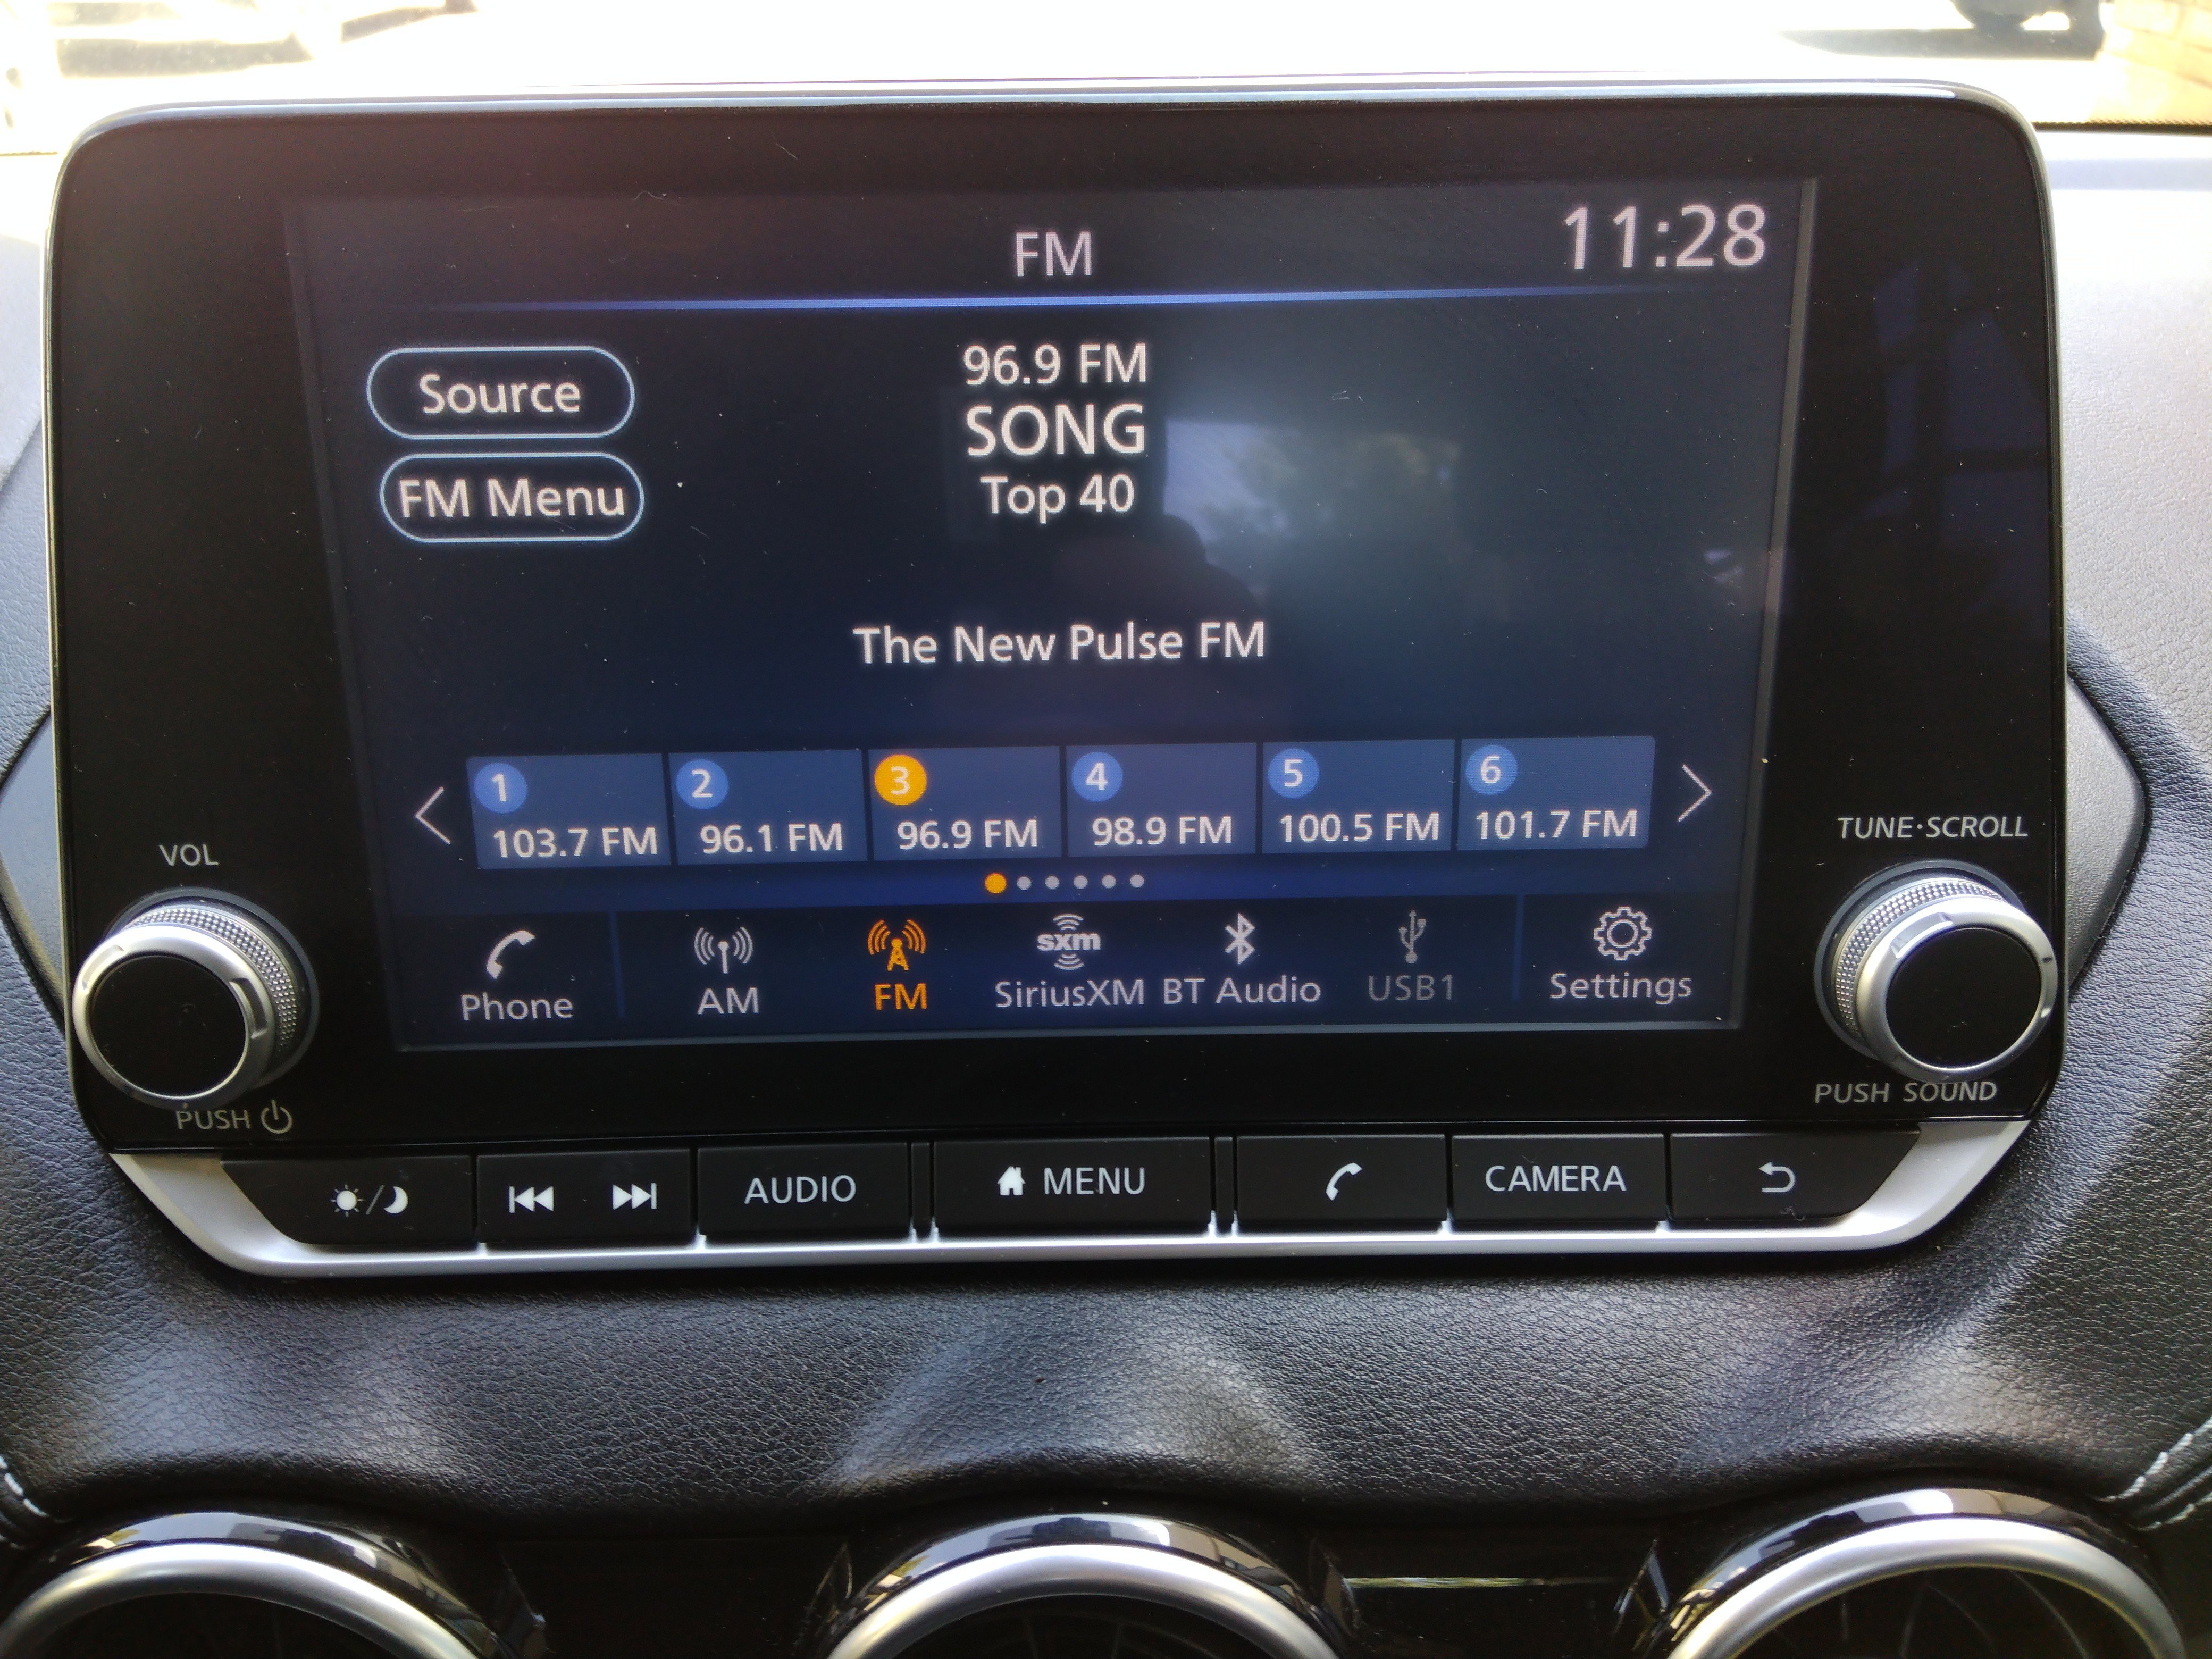 FM
11:28
Source
FM Menu
96.9 FM
SONG
Top 40
The New Pulse FM
1
103.7 FM
2
96.1 FM
3
96.9 FM
4
98.9 FM
5
100.5 FM
6
101.7 FM
Phone
AM
FM
sxm
SiriusXM
BT Audio
USB1
Settings
VOL
PUSH
TUNE·SCROLL
PUSH SOUND
AUDIO
MENU
CAMERA